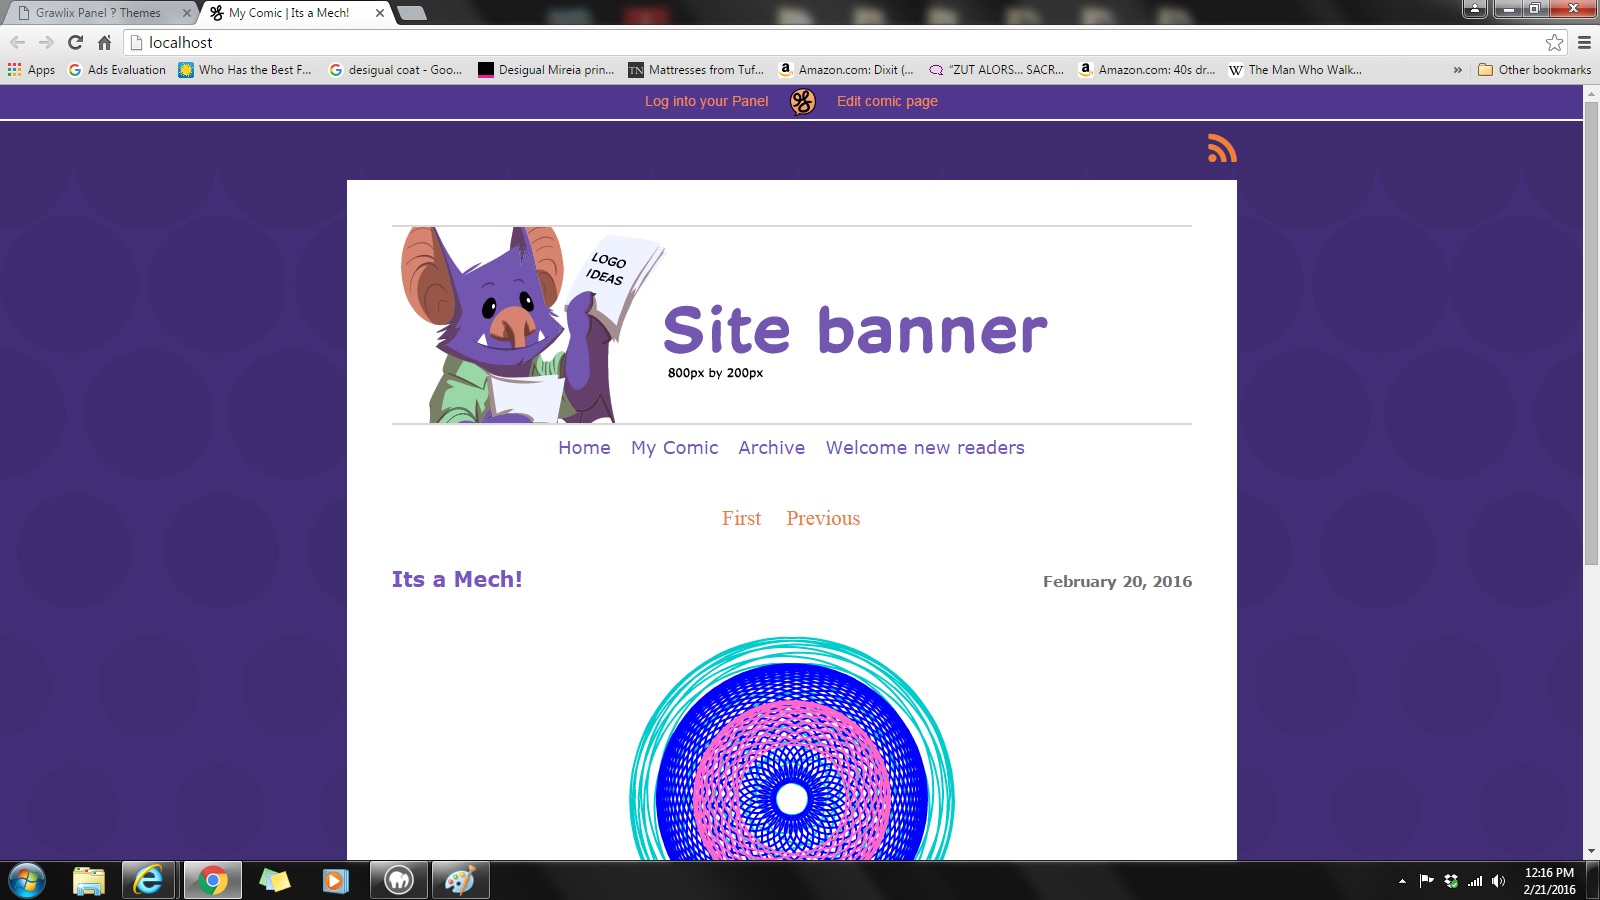 Grawlix Panel ? Themes
My Comic | Its a Mech!
localhost
Apps
Ads Evaluation
Who Has the Best F...
desigual coat - Goo...
Desigual Mireia prin...
TN
Mattresses from Tuf...
Amazon.com: Dixit (...
"ZUT ALORS... SACR...
Amazon.com: 40s dr...
W
The Man Who Walk...
»
Other bookmarks
Log into your Panel
Edit comic page
LOGO
IDEAS
Site banner
800px by 200px
Home My Comic Archive Welcome new readers
First Previous
Its a Mech!
February 20, 2016
12:16 PM
2/21/2016